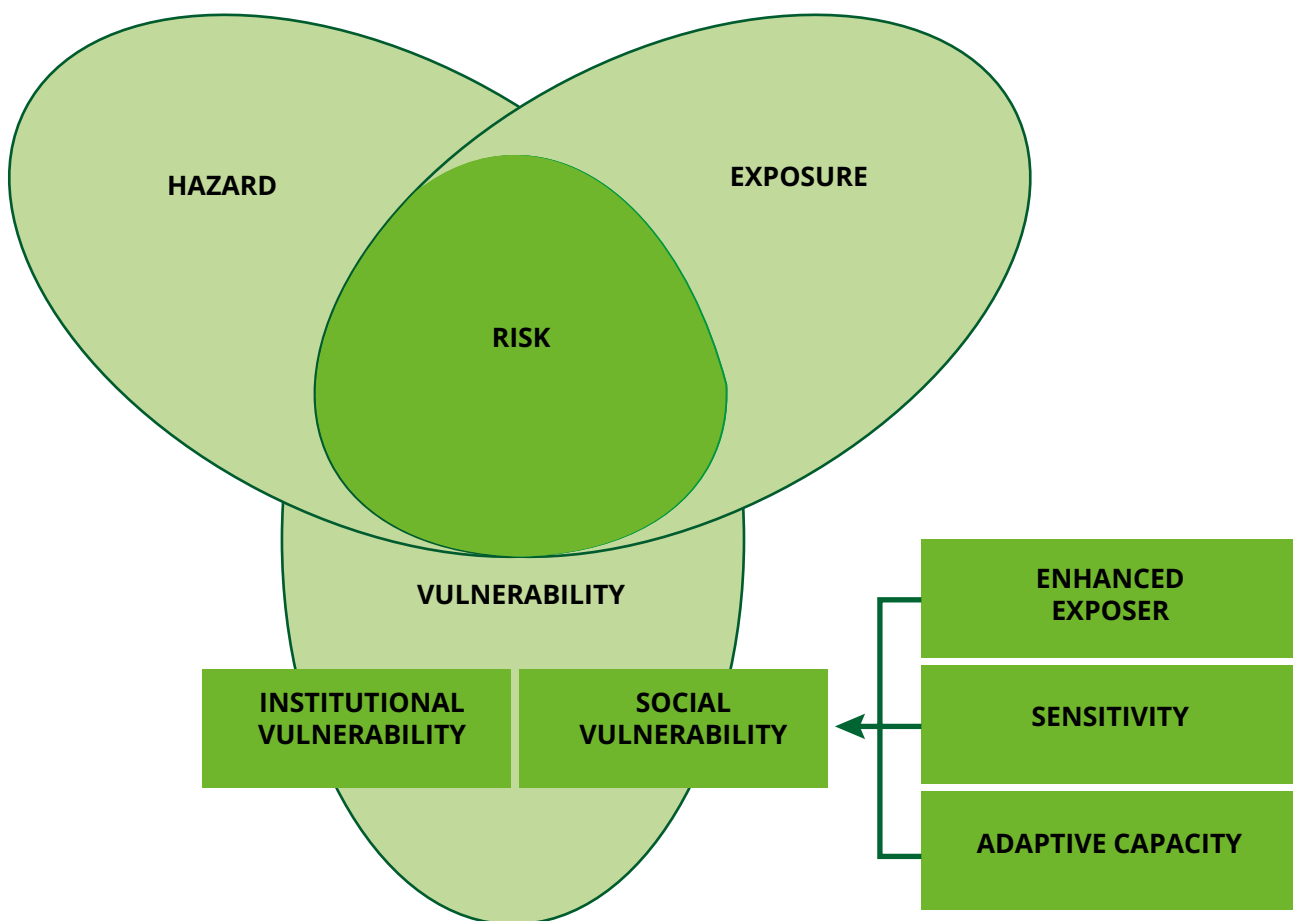 HAZARD
EXPOSURE
RISK
VULNERABILITY
INSTITUTIONAL
VULNERABILITY
SOCIAL
VULNERABILITY
ENHANCED
EXPOSER
SENSITIVITY
ADAPTIVE CAPACITY